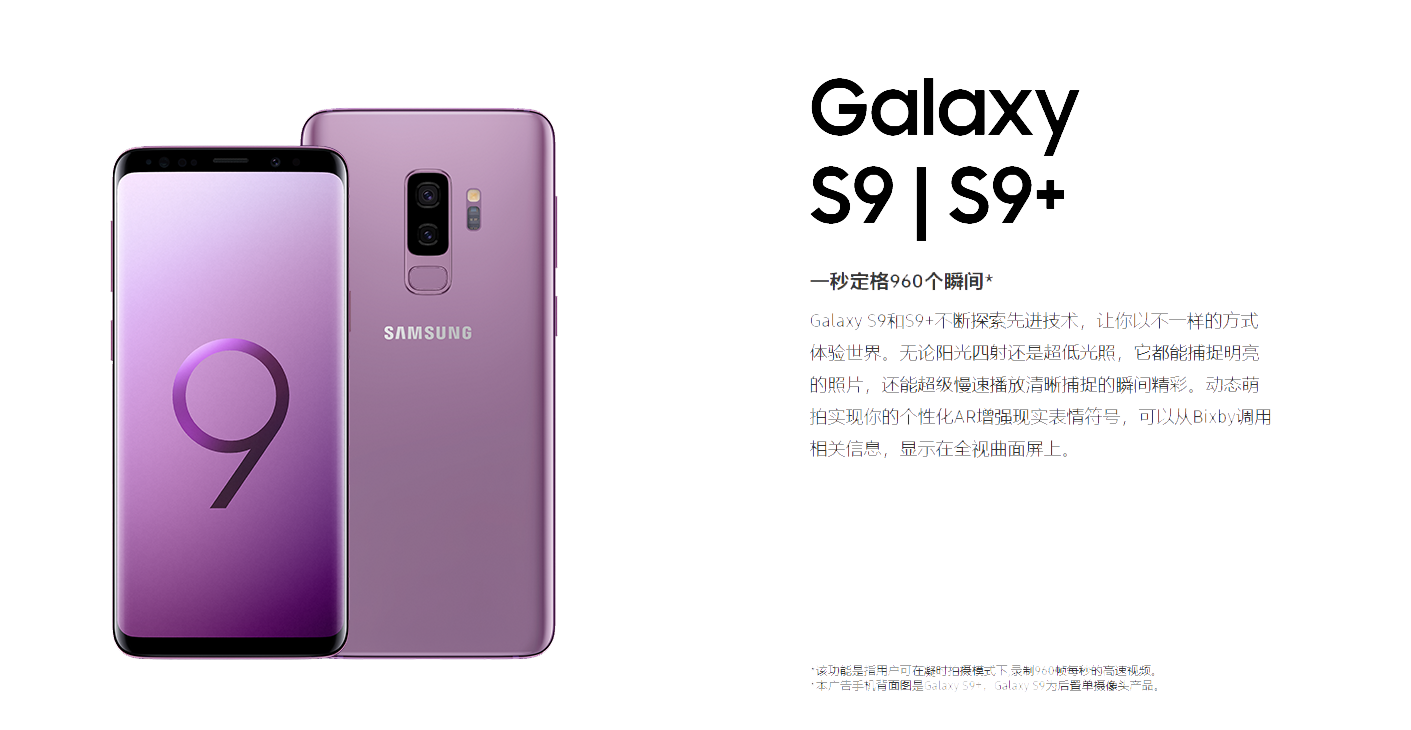 9
SAMSUNG
Galaxy
S9 | S9+
一秒定格960个瞬间*
Galaxy S9和S9+不断探索先进技术，让你以不一样的方式
体验世界。无论阳光四射还是超低光照，它都能捕捉明亮
的照片，还能超级慢速播放清晰捕捉的瞬间精彩。动态萌
拍实现你的个性化AR增强现实表情符号，可以从Bixby调用
相关信息，显示在全视曲面屏上。
*该功能是指用户可在凝时拍摄模式下,录制960帧每秒的高速视频。
*本广告手机背面图是Galaxy S9+，Galaxy S9为后置单摄像头产品。